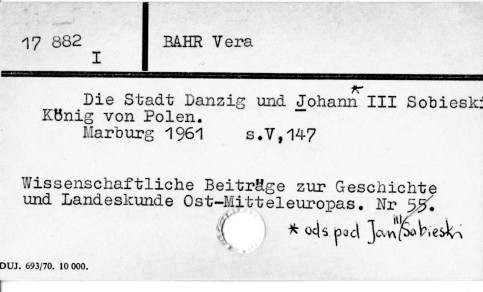 17 882
I
BAHR Vera
Die Stadt Danzig und Johann* III Sobieski
König von Polen.
Marburg 1961 s.V,147
Wissenschaftliche Beiträge zur Geschichte
und Landeskunde Ost-Mitteleuropas. Nr 55.
* ods. pod Jan III Sobieski
DUJ. 693/70. 10 000.